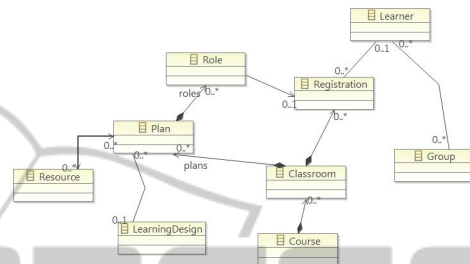 Learner
0..1 0..*
Role
0..*
roles 0..*
Registration
0..1
0..*
Plan
0..*
0..*
0..*
0..*
plans
0..*
Group
Resource
Classroom
0..*
0..1
LearningDesign
Course